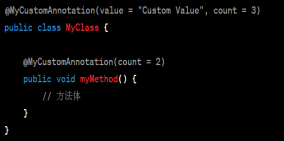 @MyCustomAnnotation(value = "Custom Value", count = 3)
public class MyClass {
@MyCustomAnnotation(count = 2)
public void myMethod() {
// 方法体
}
}